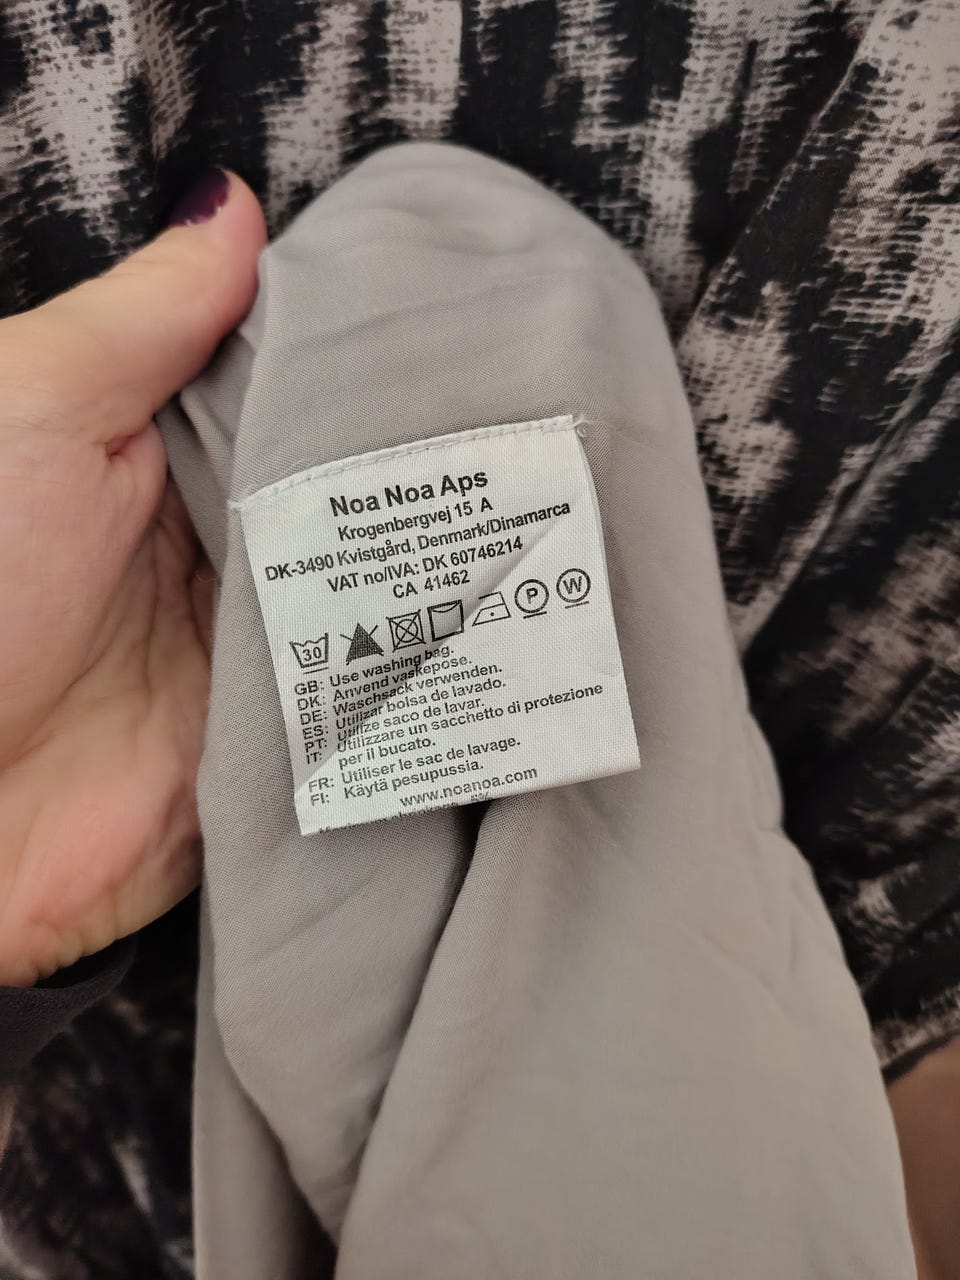 Noa Noa Aps
Krogenbergvej 15 A
DK-3490 Kvistgård, Denmark/Dinamarca
VAT no/IVA: DK 60746214
CA 41462
30 P W
GB: Use washing bag.
DK: Anvend vaskepose.
DE: Waschsack verwenden.
ES: Utilizar bolsa de lavado.
PT: Utilize saco de lavar.
IT: Utilizzare un sacchetto di protezione
per il bucato.
FR: Utiliser le sac de lavage.
FI: Käytä pesupussia.
www.noanoa.com